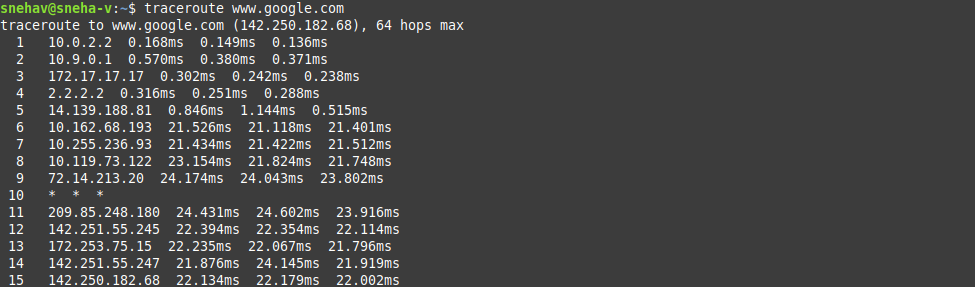 snehav@sneha-v:~$ traceroute www.google.com
traceroute to www.google.com (142.250.182.68), 64 hops max
1 10.0.2.2 0.168ms 0.149ms 0.136ms
2 10.9.0.1 0.570ms 0.380ms 0.371ms
3 172.17.17.17 0.302ms 0.242ms 0.238ms
4 2.2.2.2 0.316ms 0.251ms 0.288ms
5 14.139.188.81 0.846ms 1.144ms 0.515ms
6 10.162.68.193 21.526ms 21.118ms 21.401ms
7 10.255.236.93 21.434ms 21.422ms 21.512ms
8 10.119.73.122 23.154ms 21.824ms 21.748ms
9 72.14.213.20 24.174ms 24.043ms 23.802ms
10 * * *
11 209.85.248.180 24.431ms 24.602ms 23.916ms
12 142.251.55.245 22.394ms 22.354ms 22.114ms
13 172.253.75.15 22.235ms 22.067ms 21.796ms
14 142.251.55.247 21.876ms 24.145ms 21.919ms
15 142.250.182.68 22.134ms 22.179ms 22.002ms